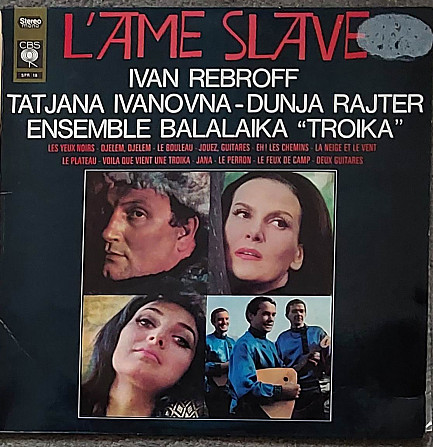 Stereo
mono
CBS
SPR 18
L'AME SLAVE
IVAN REBROFF
TATJANA IVANOVNA-DUNJA RAJTER
ENSEMBLE BALALAIKA "TROIKA"
LES YEUX NOIRS - DJELEM, DJELEM - LE BOULEAU - JOUEZ, GUITARES - EH! LES CHEMINS - LA NEIGE ET LE VENT
LE PLATEAU - VOILA QUE VIENT UNE TROIKA - JANA - LE PERRON - LE FEU DE CAMP - DEUX GUITARES